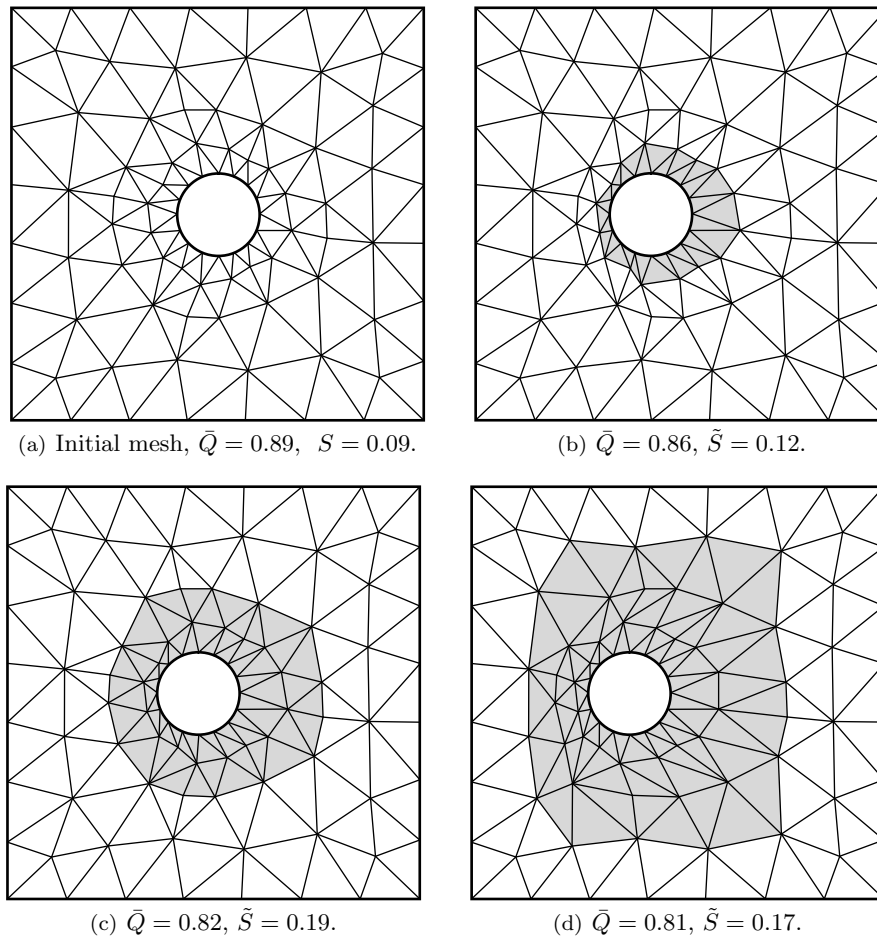 (a) Initial mesh, Q̄ = 0.89, S = 0.09.
(b) Q̄ = 0.86, S̃ = 0.12.
(c) Q̄ = 0.82, S̃ = 0.19.
(d) Q̄ = 0.81, S̃ = 0.17.